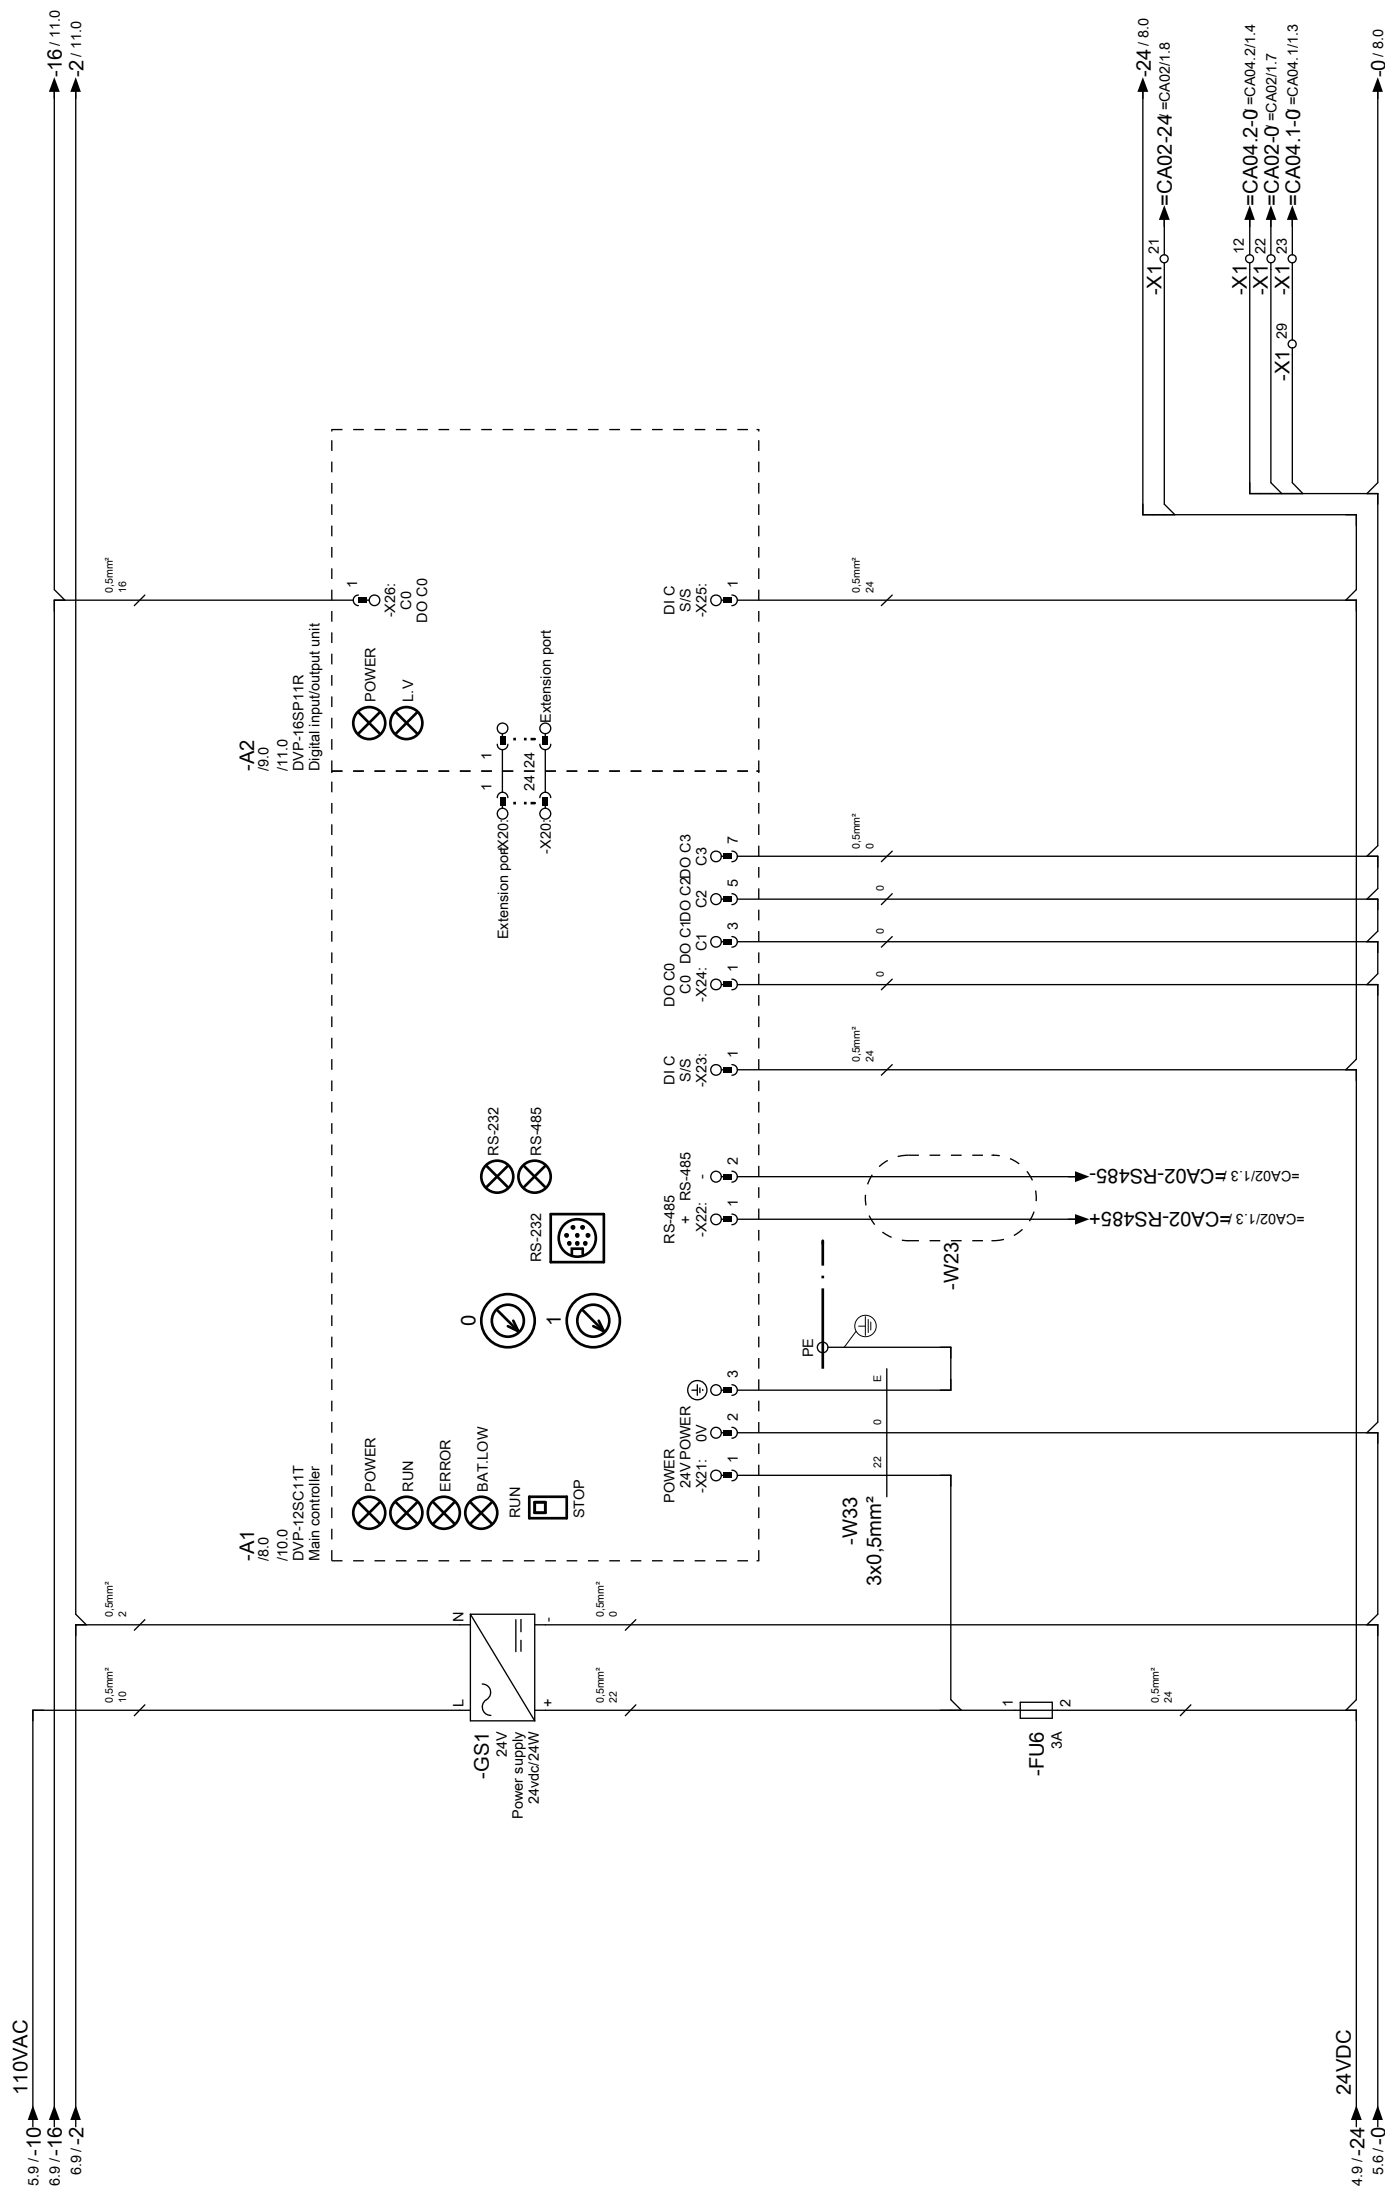 110VAC
5.9 / -10
6.9 / -16
6.9 / -2
-16 / 11.0
-2 / 11.0
0,5mm²
10
0,5mm²
2
0,5mm²
16
L
N
-GS1
24V
Power supply
24vdc/24W
+
-
0,5mm²
22
0,5mm²
0
-A1
/8.0
/10.0
DVP-12SC11T
Main controller
POWER
RUN
ERROR
BAT.LOW
RUN
STOP
0
1
RS-232
RS-232
RS-485
Extension port
-X20:
1
1
-X20:
24
124
Extension port
-A2
/9.0
/11.0
DVP-16SP11R
Digital input/output unit
POWER
L.V
1
-X26:
C0
DO C0
POWER
24V
-X21:
1
POWER
0V
2
3
RS-485
+
-X22:
1
RS-485
-
2
DI C
S/S
-X23:
1
DO C0
C0
-X24:
1
DO C1
C1
3
DO C2
C2
5
DO C3
C3
7
DI C
S/S
-X25:
1
-W33
3x0,5mm²
22
0
E
PE
-W23
=CA02-RS485+
/ =CA02/1.3
=CA02-RS485-
/ =CA02/1.3
0,5mm²
24
0
0
0
0,5mm²
0
0,5mm²
24
-FU6
3A
1
2
0,5mm²
24
-24 / 8.0
-X1
21
=CA02-24 / =CA02/1.8
-X1
12
=CA04.2-0 / =CA04.2/1.4
-X1
22
=CA02-0 / =CA02/1.7
-X1
29
-X1
23
=CA04.1-0 / =CA04.1/1.3
-0 / 8.0
24VDC
4.9 / -24
5.6 / -0